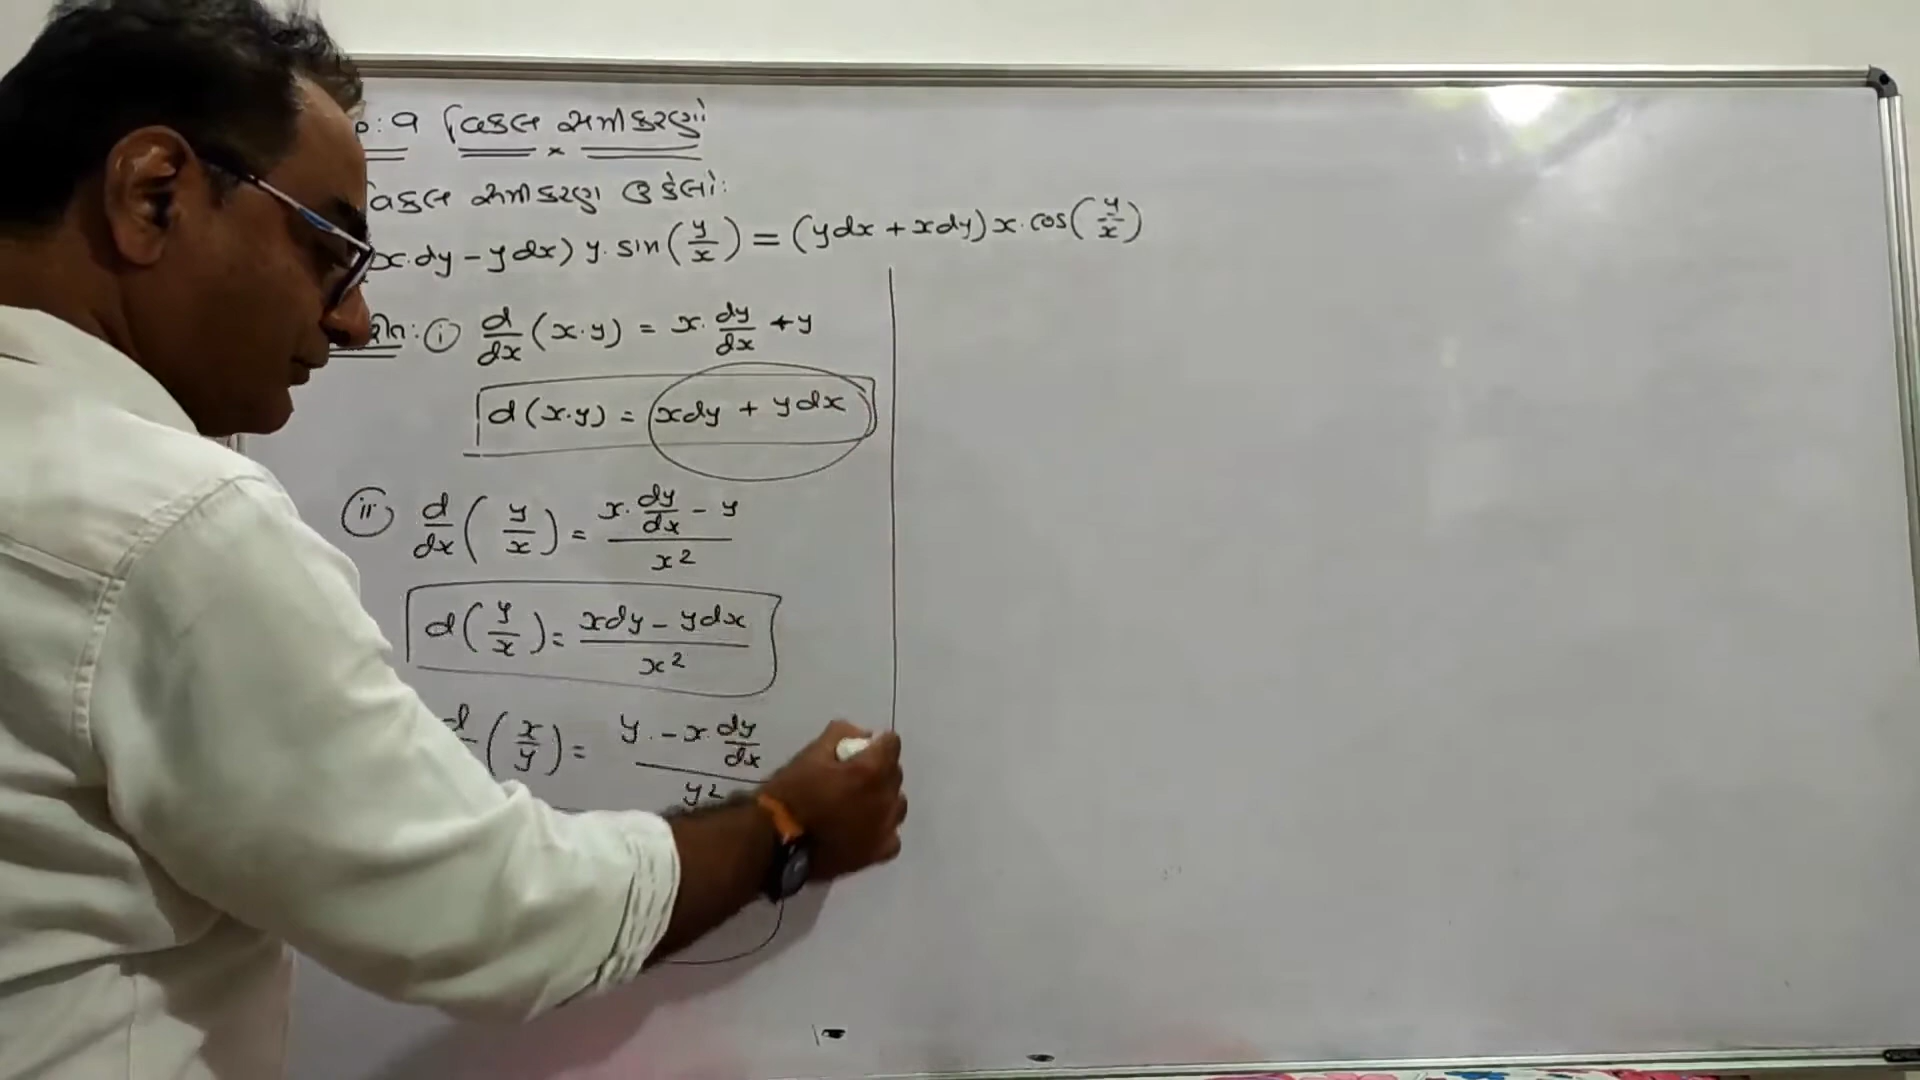 : 9 વિકલ સમીકરણો
વિકલ સમીકરણ ઉકેલો:
x.dy - ydx) y. sin(y/x) = (ydx + xdy) x. cos(y/x)
રીત: (i) d/dx (x.y) = x. dy/dx + y
d(x.y) = xdy + ydx
(ii) d/dx (y/x) = (x. dy/dx - y)/x²
d(y/x) = (xdy - ydx)/x²
(x/y) = (y. - x. dy/dx)/y²